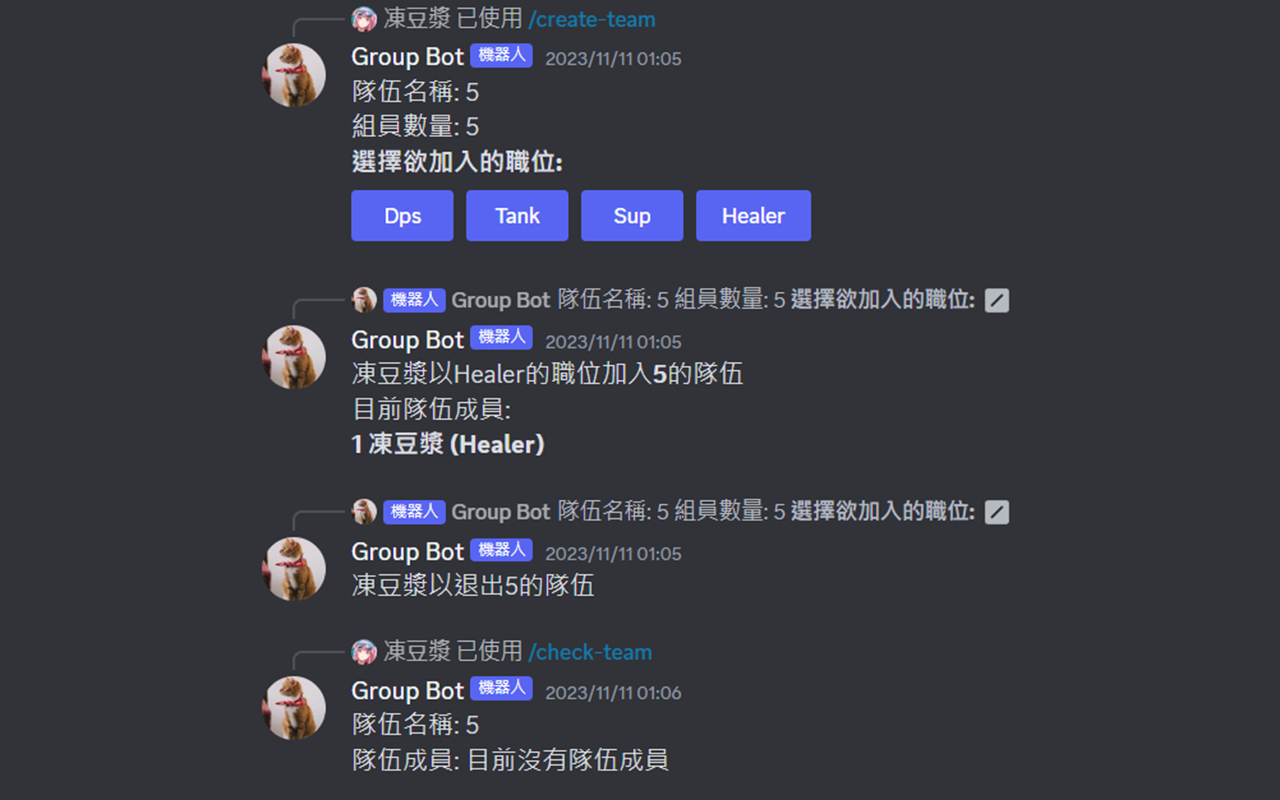 凍豆漿 已使用 /create-team
Group Bot 機器人 2023/11/11 01:05
隊伍名稱: 5
組員數量: 5
選擇欲加入的職位:
Dps Tank Sup Healer
機器人 Group Bot 隊伍名稱: 5 組員數量: 5 選擇欲加入的職位:
Group Bot 機器人 2023/11/11 01:05
凍豆漿以Healer的職位加入5的隊伍
目前隊伍成員:
1 凍豆漿 (Healer)
機器人 Group Bot 隊伍名稱: 5 組員數量: 5 選擇欲加入的職位:
Group Bot 機器人 2023/11/11 01:05
凍豆漿以退出5的隊伍
凍豆漿 已使用 /check-team
Group Bot 機器人 2023/11/11 01:06
隊伍名稱: 5
隊伍成員: 目前沒有隊伍成員